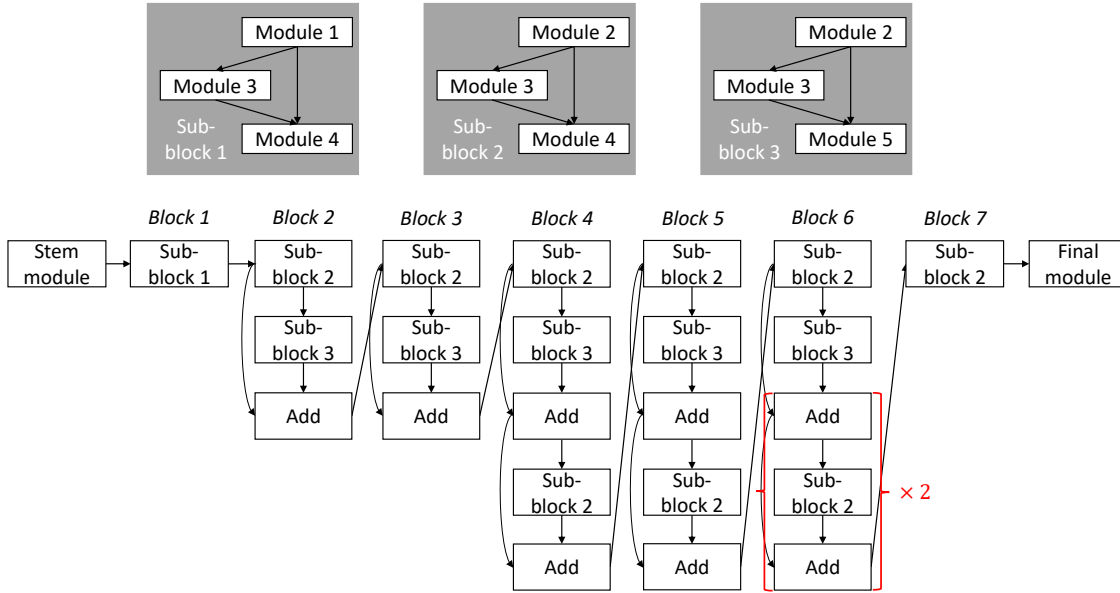 Module 1
Module 3
Module 4
Sub-
block 1
Module 2
Module 3
Module 4
Sub-
block 2
Module 2
Module 3
Module 5
Sub-
block 3
Block 1
Block 2
Block 3
Block 4
Block 5
Block 6
Block 7
Stem
module
Sub-
block 1
Sub-
block 2
Sub-
block 3
Add
Sub-
block 2
Sub-
block 3
Add
Sub-
block 2
Sub-
block 3
Add
Sub-
block 2
Add
Sub-
block 2
Sub-
block 3
Add
Sub-
block 2
Add
Sub-
block 2
Sub-
block 3
Add
Sub-
block 2
Add
× 2
Sub-
block 2
Final
module